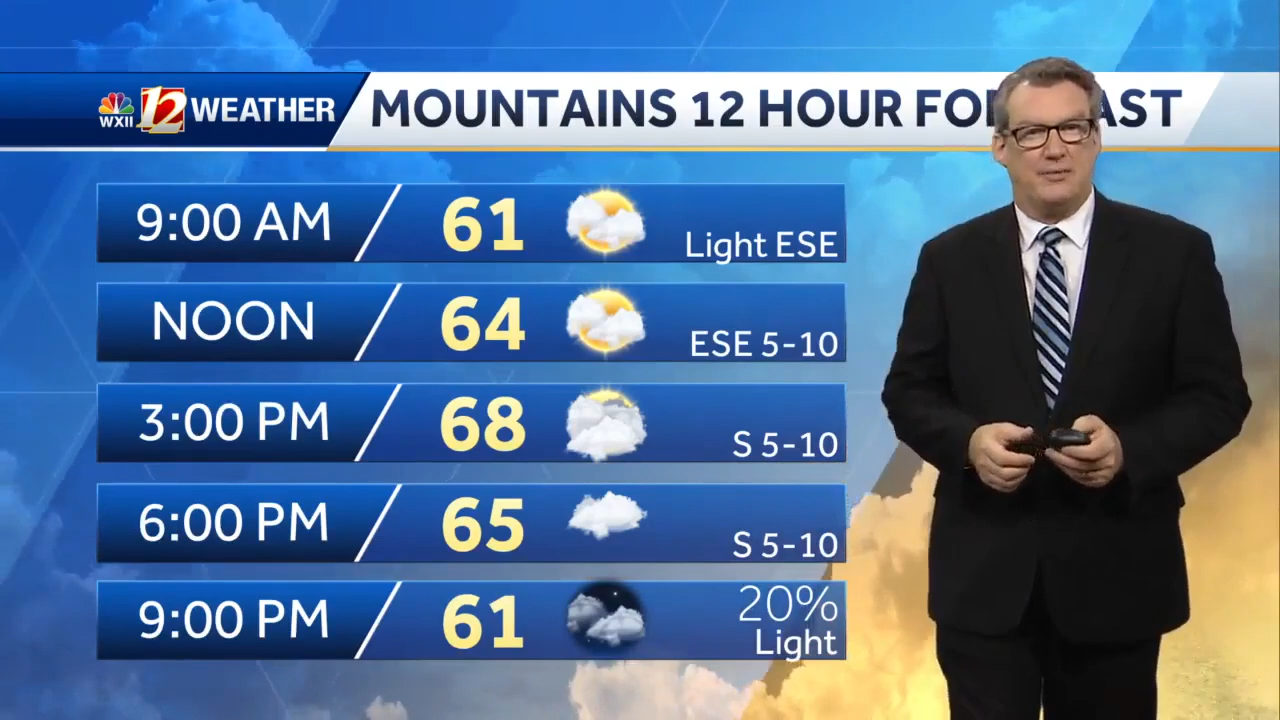 WXII 12 WEATHER
MOUNTAINS 12 HOUR FO AST
9:00 AM 61 Light ESE
NOON 64 ESE 5-10
3:00 PM 68 S 5-10
6:00 PM 65 S 5-10
9:00 PM 61 20%
Light